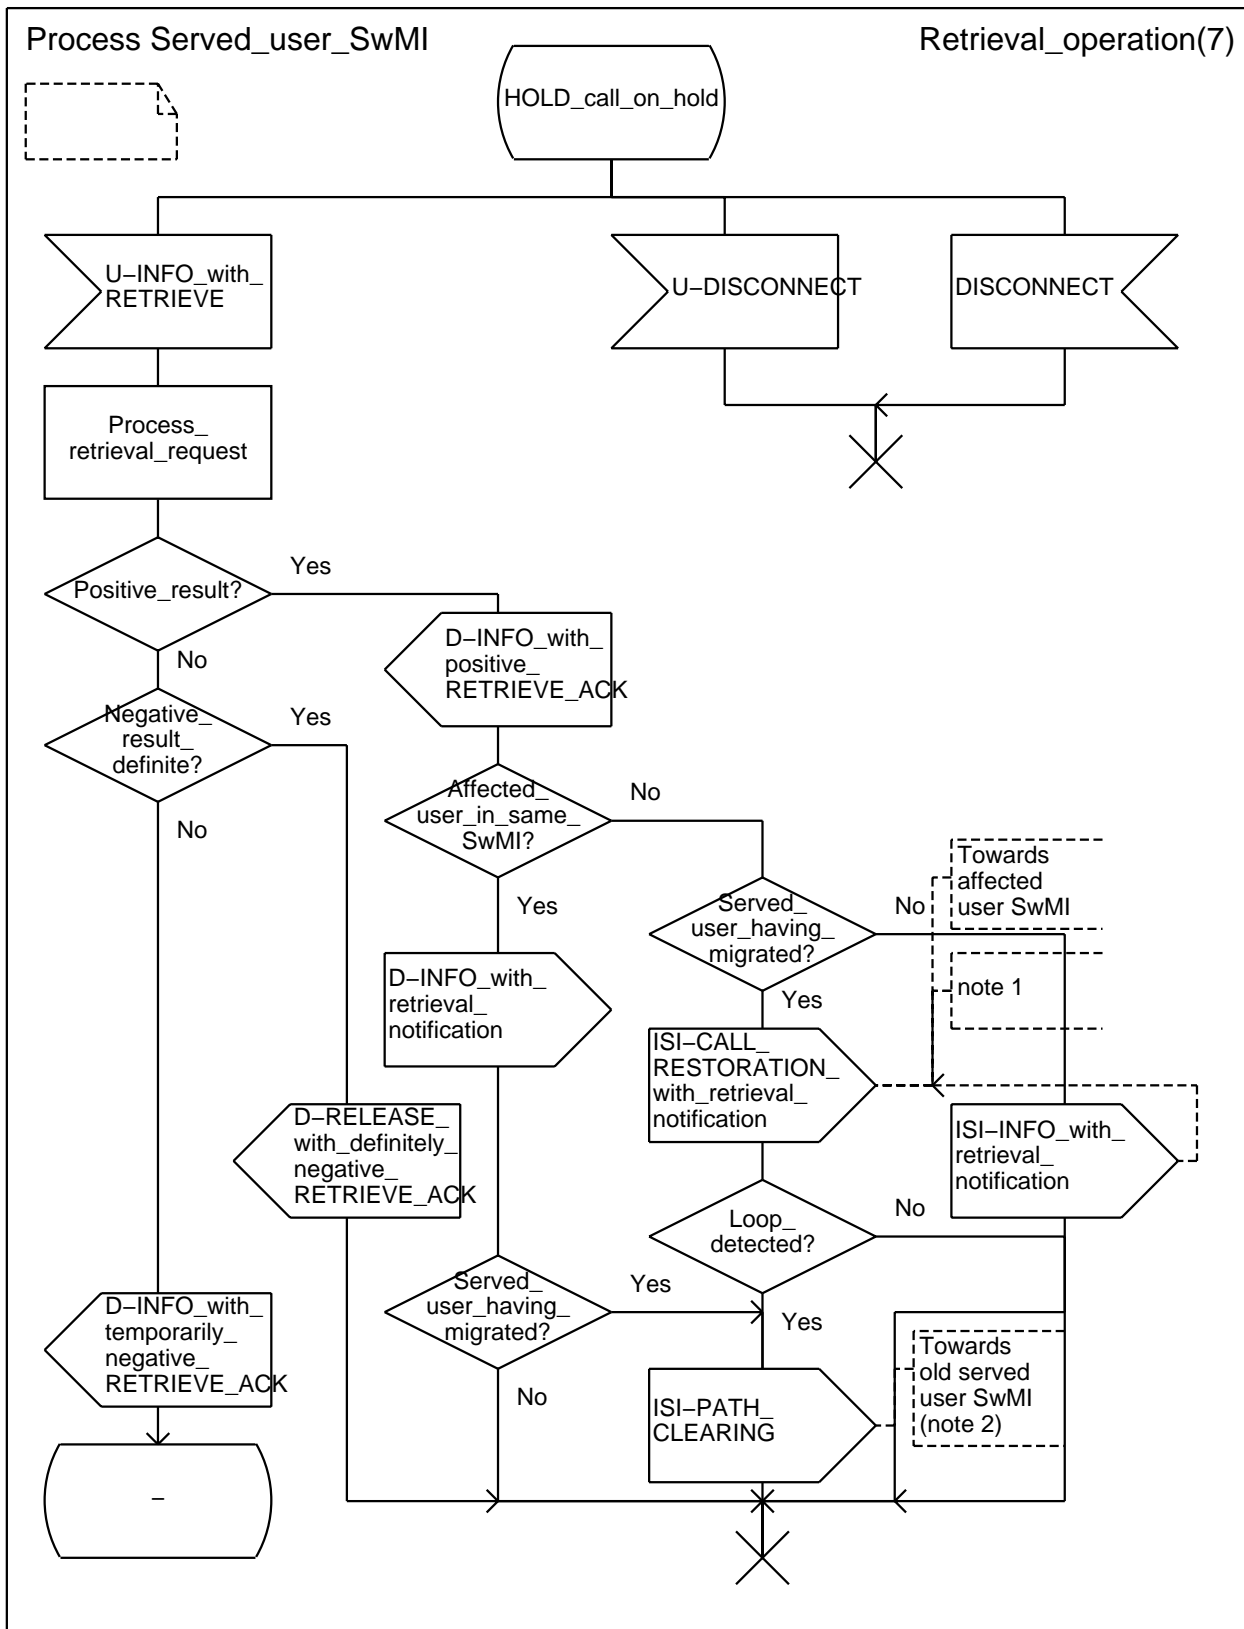 Process Served_user_SwMI
Retrieval_operation(7)
HOLD_call_on_hold
U−INFO_with_
RETRIEVE
U−DISCONNECT
DISCONNECT
Process_
retrieval_request
Positive_result?
Yes
No
D−INFO_with_
positive_
RETRIEVE_ACK
Negative_
result_
definite?
Yes
No
Affected_
user_in_same_
SwMI?
No
Yes
Towards
affected
user SwMI
Served_
user_having_
migrated?
No
Yes
note 1
D−INFO_with_
retrieval_
notification
ISI−CALL_
RESTORATION_
with_retrieval_
notification
D−RELEASE_
with_definitely_
negative_
RETRIEVE_ACK
ISI−INFO_with_
retrieval_
notification
Loop_
detected?
No
Yes
Served_
user_having_
migrated?
Yes
No
D−INFO_with_
temporarily_
negative_
RETRIEVE_ACK
Towards
old served
user SwMI
(note 2)
ISI−PATH_
CLEARING
−